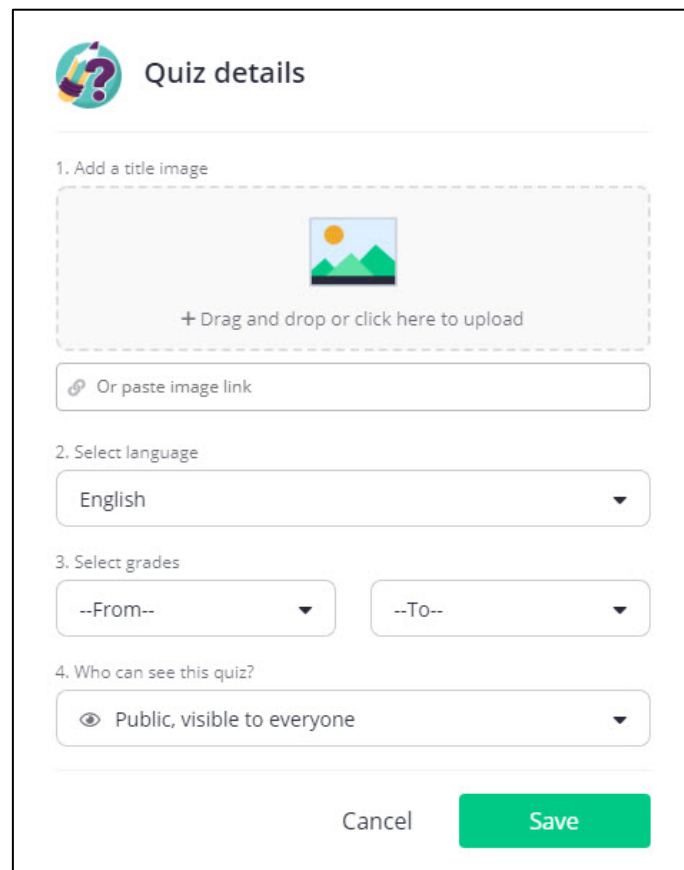 Quiz details
1. Add a title image
+ Drag and drop or click here to upload
Or paste image link
2. Select language
English
3. Select grades
--From-- --To--
4. Who can see this quiz?
Public, visible to everyone
Cancel Save